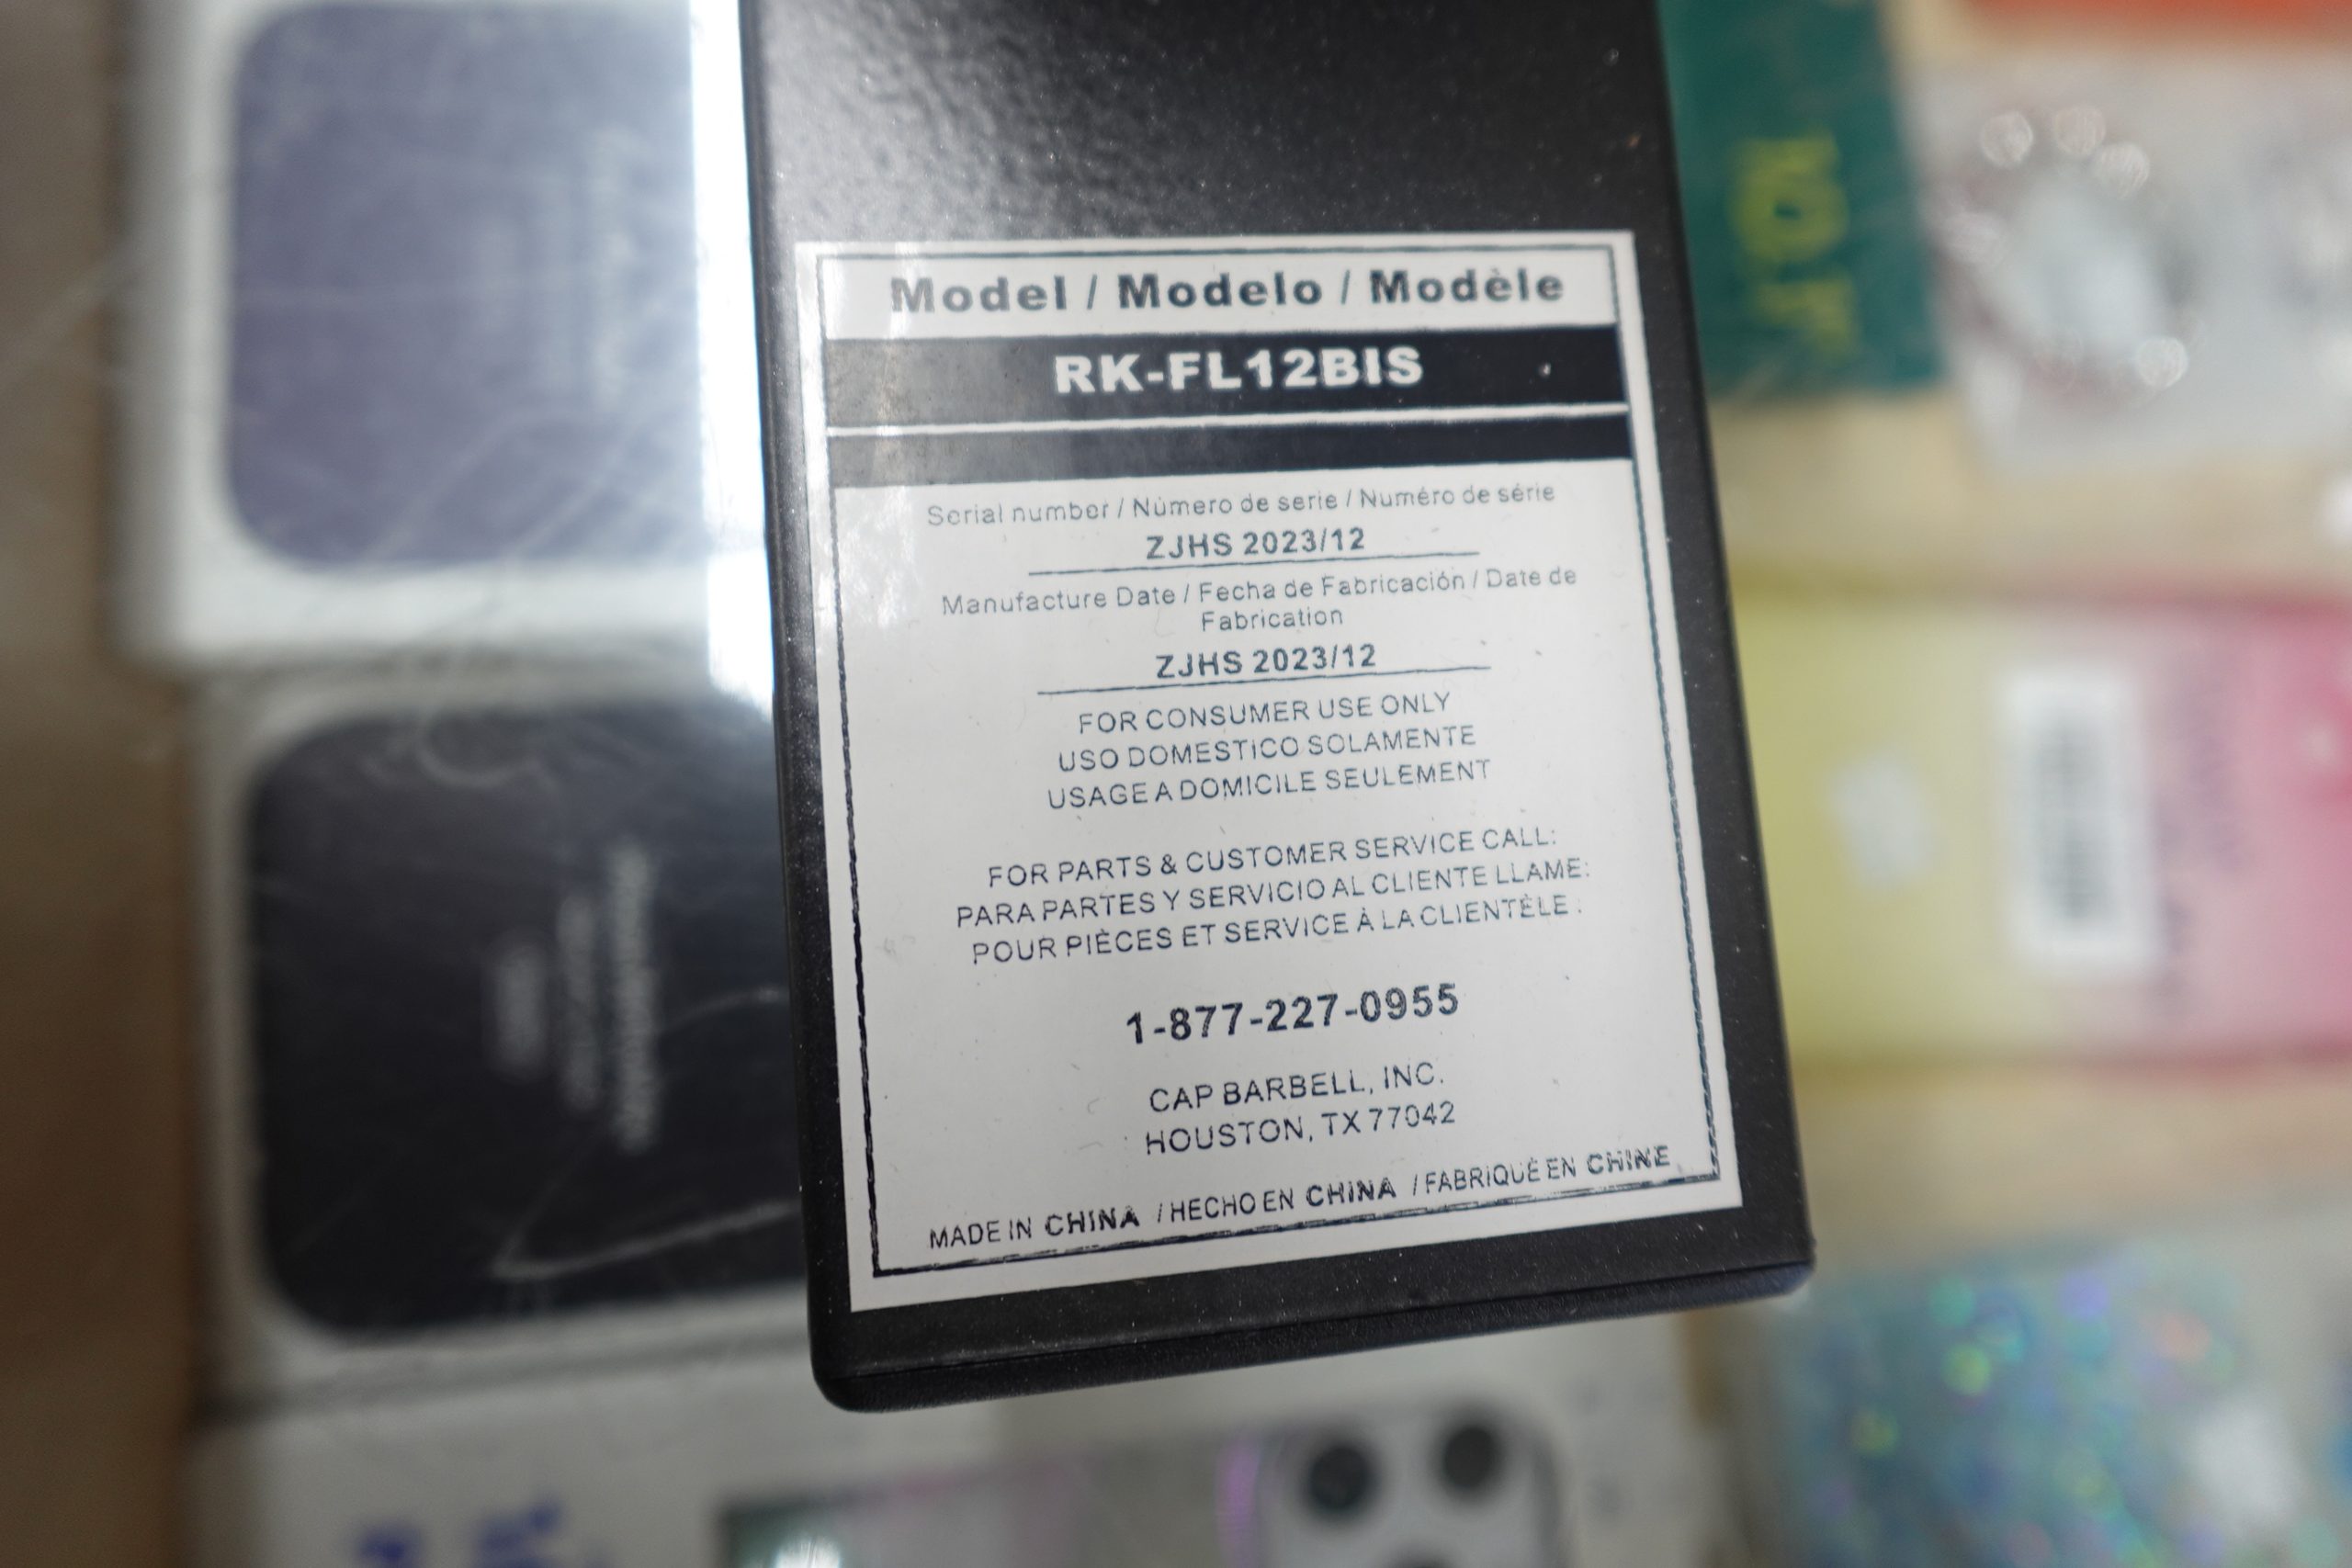 Model / Modelo / Modèle
RK-FL12BIS
Serial number / Número de serie / Numéro de série
ZJHS 2023/12
Manufacture Date / Fecha de Fabricación / Date de
Fabrication
ZJHS 2023/12
FOR CONSUMER USE ONLY
USO DOMESTICO SOLAMENTE
USAGE A DOMICILE SEULEMENT
FOR PARTS & CUSTOMER SERVICE CALL:
PARA PARTES Y SERVICIO AL CLIENTE LLAME:
POUR PIÈCES ET SERVICE À LA CLIENTÈLE :
1-877-227-0955
CAP BARBELL, INC.
HOUSTON, TX 77042
MADE IN CHINA / HECHO EN CHINA / FABRIQUÉ EN CHINE